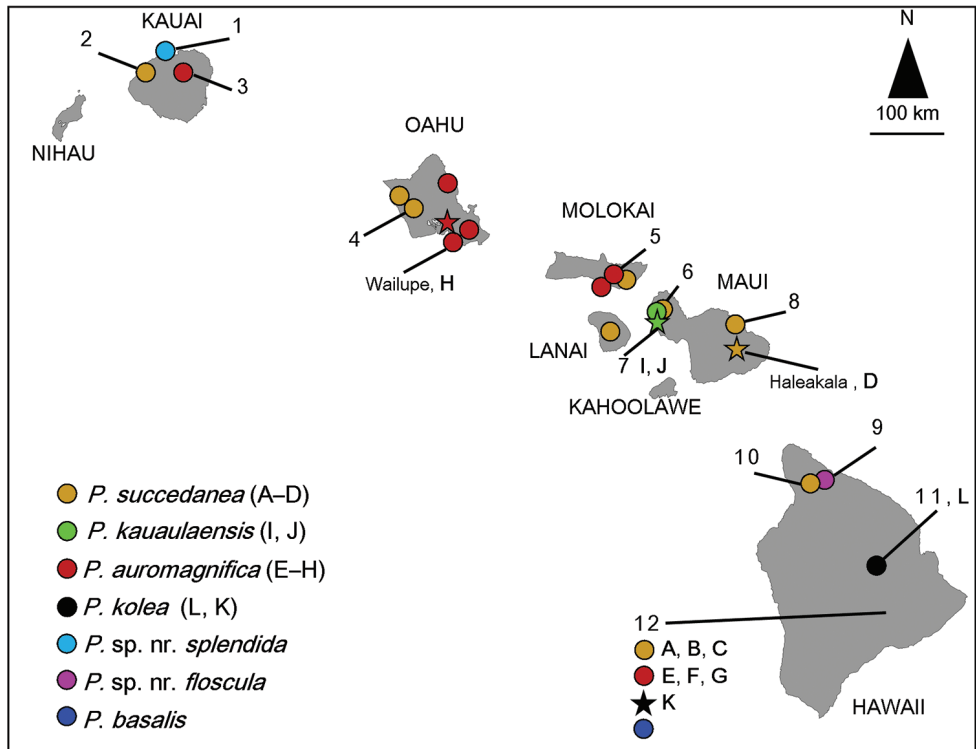 KAUAI
1
2
3
NIHAU
OAHU
4
Wailupe, H
MOLOKAI
5
6
MAUI
8
LANAI
7 I, J
Haleakala , D
KAHOOLAWE
N
100 km
9
10
11, L
12
A, B, C
E, F, G
K
HAWAII
P. succedanea (A–D)
P. kauaulaensis (I, J)
P. auromagnifica (E–H)
P. kolea (L, K)
P. sp. nr. splendida
P. sp. nr. floscula
P. basalis